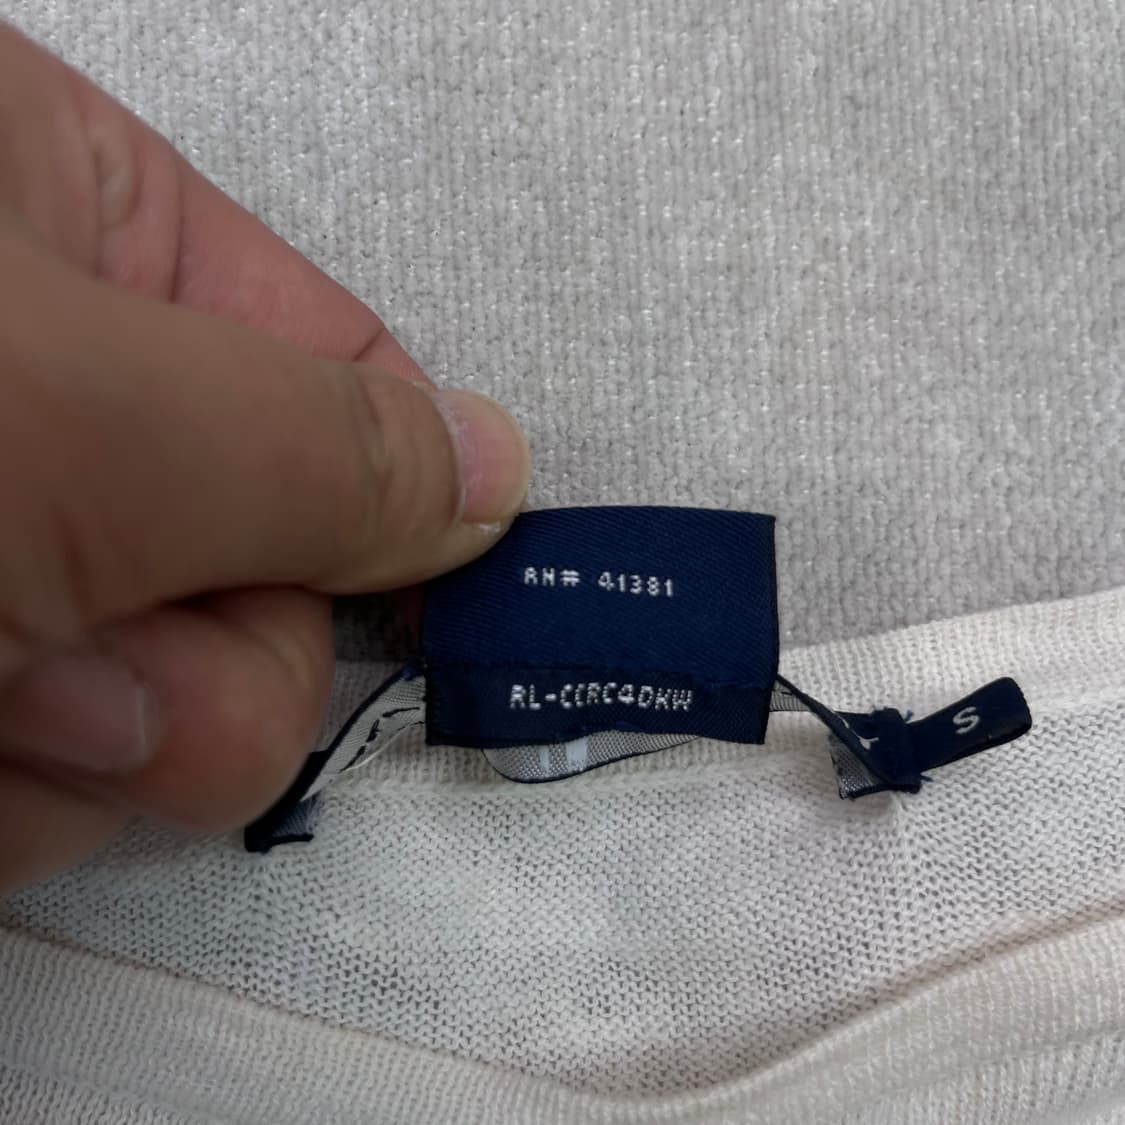 RN# 41381
RL-CCRC4DKW
S